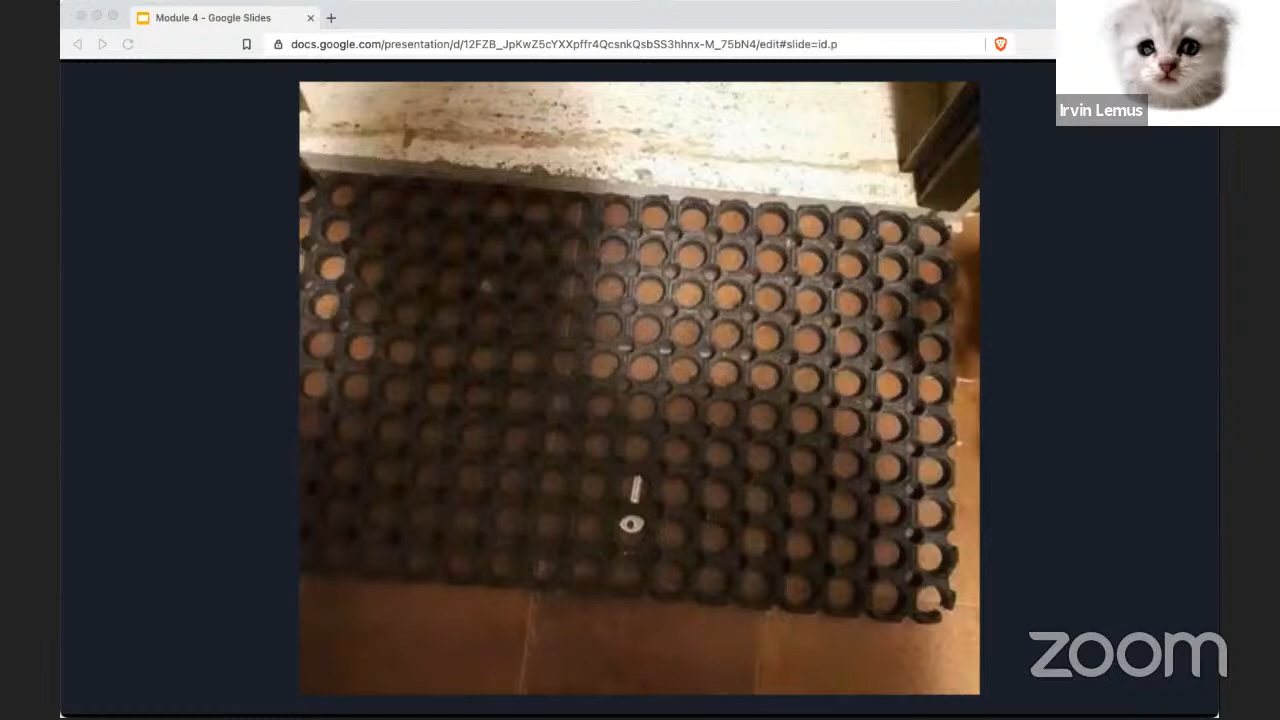 Module 4 - Google Slides
docs.google.com/presentation/d/12FZB_JpKwZ5cYXXpffr4QcsnkQsbSS3hhnx-M_75bN4/edit#slide=id.p
Irvin Lemus
zoom